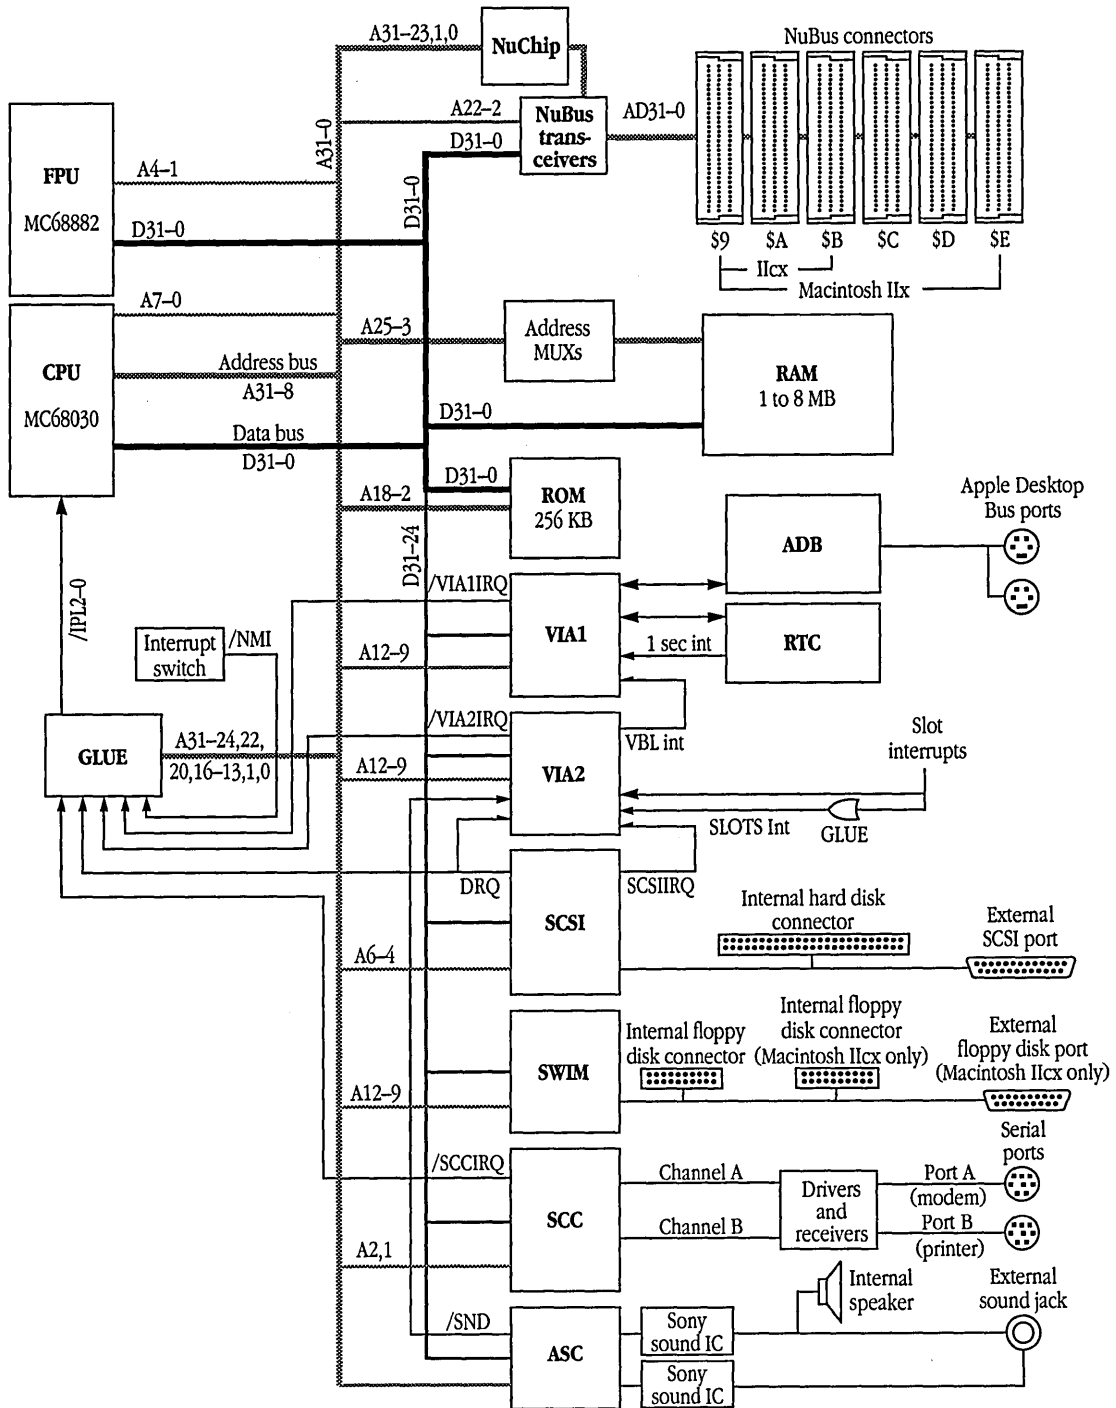 A31–23,1,0
NuChip
NuBus connectors
A22–2
NuBus
trans-
ceivers
AD31–0
D31–0
A31–0
D31–0
FPU
MC68882
A4–1
D31–0
$9
$A
$B
$C
$D
$E
IIcx
Macintosh IIx
A7–0
CPU
MC68030
Address bus
A31–8
Data bus
D31–0
A25–3
Address
MUXs
RAM
1 to 8 MB
D31–0
D31–0
A18–2
ROM
256 KB
D31–24
ADB
Apple Desktop
Bus ports
/IPL2–0
/VIA1IRQ
VIA1
A12–9
RTC
1 sec int
Interrupt
switch
/NMI
GLUE
A31–24,22,
20,16–13,1,0
/VIA2IRQ
VIA2
A12–9
VBL int
Slot
interrupts
SLOTS Int
GLUE
DRQ
SCSIIRQ
SCSI
A6–4
Internal hard disk
connector
External
SCSI port
SWIM
A12–9
Internal floppy
disk connector
Internal floppy
disk connector
(Macintosh IIcx only)
External
floppy disk port
(Macintosh IIcx only)
/SCCIRQ
SCC
A2,1
Channel A
Channel B
Drivers
and
receivers
Serial
ports
Port A
(modem)
Port B
(printer)
/SND
ASC
Sony
sound IC
Sony
sound IC
Internal
speaker
External
sound jack